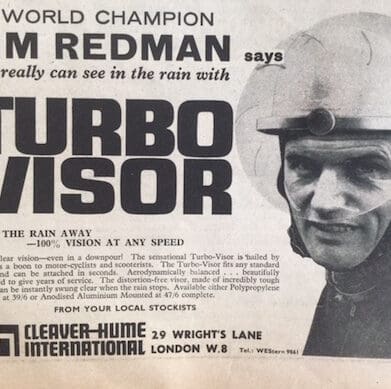 WORLD CHAMPION
M REDMAN says
really can see in the rain with
TURBO
VISOR
THE RAIN AWAY
—100% VISION AT ANY SPEED
lear vision—even in a downpour! The sensational Turbo-Visor is hailed by
s a boon to motor-cyclists and scooterists. The Turbo-Visor fits any standard
nd can be attached in seconds. Aerodynamically balanced . . . beautifully
ed to give years of service. The distortion-free visor, made of incredibly tough
can be instantly swung clear when the rain stops. Available either Polypropylene
at 39/6 or Anodised Aluminium Mounted at 47/6 complete.
FROM YOUR LOCAL STOCKISTS
CLEAVER-HUME
INTERNATIONAL
29 WRIGHT'S LANE
LONDON W.8 Tel.: WEStern 9861